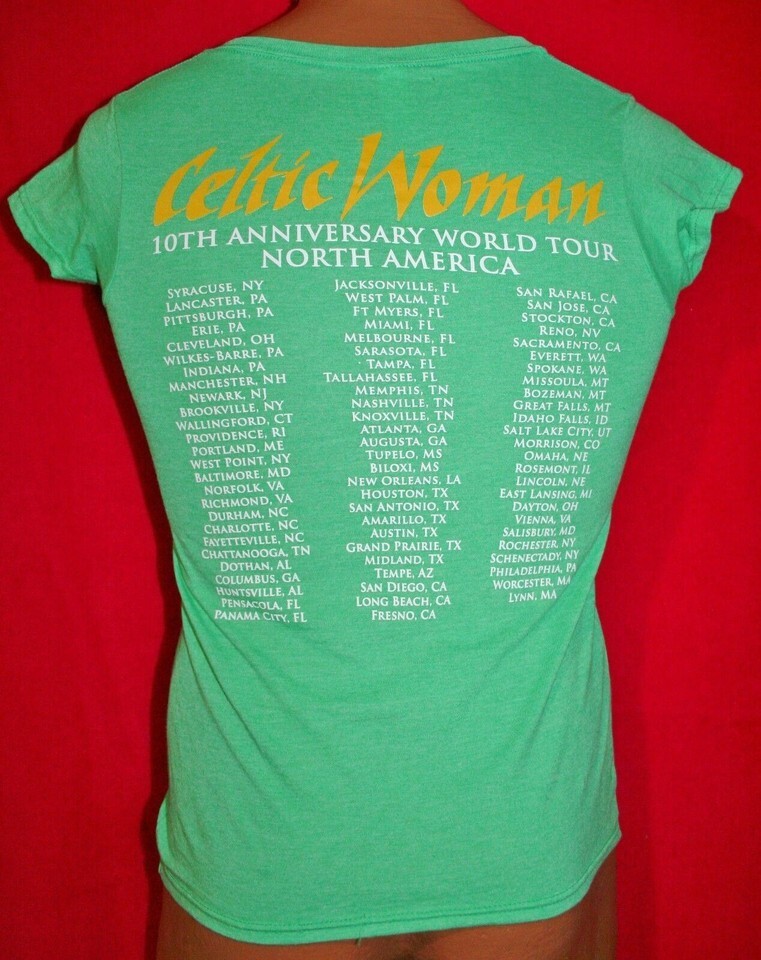 Celtic Woman
10TH ANNIVERSARY WORLD TOUR
NORTH AMERICA
SYRACUSE, NY
LANCASTER, PA
PITTSBURGH, PA
ERIE, PA
CLEVELAND, OH
WILKES-BARRE, PA
INDIANA, PA
MANCHESTER, NH
NEWARK, NJ
BROOKVILLE, NY
WALLINGFORD, CT
PROVIDENCE, RI
PORTLAND, ME
WEST POINT, NY
BALTIMORE, MD
NORFOLK, VA
RICHMOND, VA
DURHAM, NC
CHARLOTTE, NC
FAYETTEVILLE, NC
CHATTANOOGA, TN
DOTHAN, AL
COLUMBUS, GA
HUNTSVILLE, AL
PENSACOLA, FL
PANAMA CITY, FL
JACKSONVILLE, FL
WEST PALM, FL
FT MYERS, FL
MIAMI, FL
MELBOURNE, FL
SARASOTA, FL
TAMPA, FL
TALLAHASSEE, FL
MEMPHIS, TN
NASHVILLE, TN
KNOXVILLE, TN
ATLANTA, GA
AUGUSTA, GA
TUPELO, MS
BILOXI, MS
NEW ORLEANS, LA
HOUSTON, TX
SAN ANTONIO, TX
AMARILLO, TX
AUSTIN, TX
GRAND PRAIRIE, TX
MIDLAND, TX
TEMPE, AZ
SAN DIEGO, CA
LONG BEACH, CA
FRESNO, CA
SAN RAFAEL, CA
SAN JOSE, CA
STOCKTON, CA
RENO, NV
SACRAMENTO, CA
EVERETT, WA
SPOKANE, WA
MISSOULA, MT
BOZEMAN, MT
GREAT FALLS, MT
IDAHO FALLS, ID
SALT LAKE CITY, UT
MORRISON, CO
OMAHA, NE
ROSEMONT, IL
LINCOLN, NE
EAST LANSING, MI
DAYTON, OH
VIENNA, VA
SALISBURY, MD
ROCHESTER, NY
SCHENECTADY, NY
PHILADELPHIA, PA
WORCESTER, MA
LYNN, MA